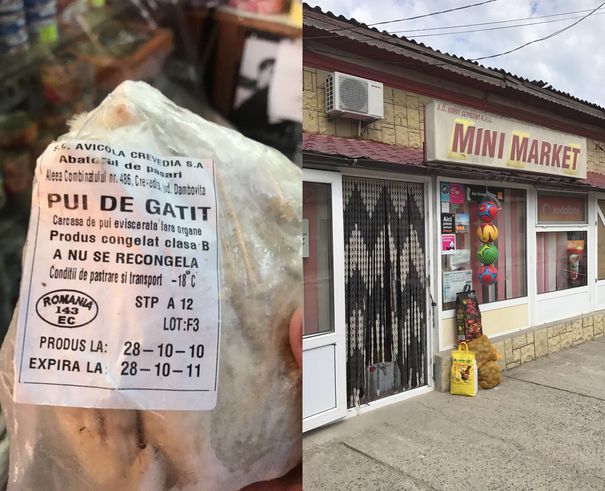 S.C. AVICOLA CREVEDIA S.A
Abatorul de pasari
Aleea Combinatului nr. 486, Crevedia, jud. Dambovita
PUI DE GATIT
Carcasa de pui eviscerata fara organe
Produs congelat clasa B
A NU SE RECONGELA
Conditii de pastrare si transport -18°C
ROMANIA
143
EC
STP A 12
LOT:F3
PRODUS LA: 28-10-10
EXPIRA LA: 28-10-11
MINI MARKET
vodafone
Aici